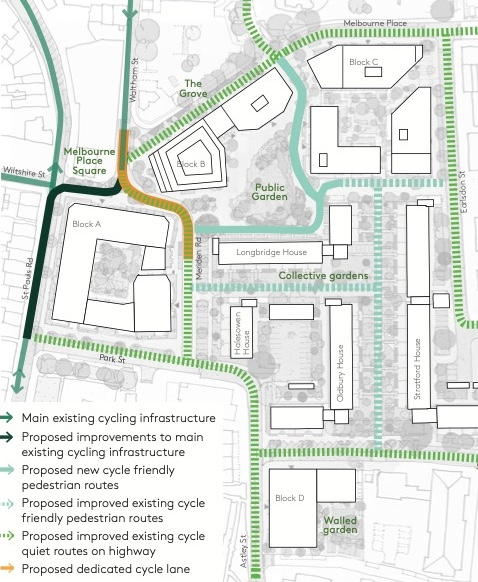 Melbourne Place
Waltham St
Block C
The
Grove
Melbourne
Place
Square
Wiltshire St
Block B
Public
Garden
Earlsdon St
Block A
Longbridge House
Meriden Rd
St Pauls Rd
Collective gardens
Halesowen
House
Oldbury House
Stratford House
Park St
Block D
Walled
garden
Astley St
Main existing cycling infrastructure
Proposed improvements to main
existing cycling infrastructure
Proposed new cycle friendly
pedestrian routes
Proposed improved existing cycle
friendly pedestrian routes
Proposed improved existing cycle
quiet routes on highway
Proposed dedicated cycle lane